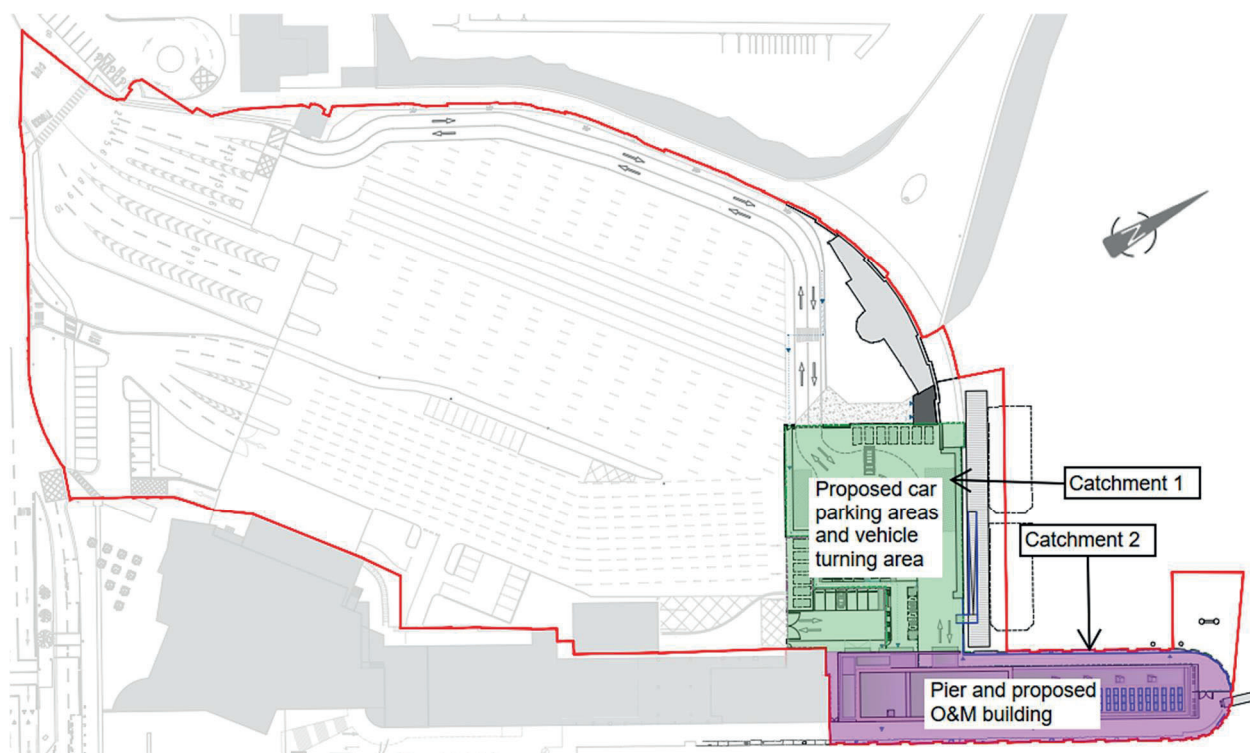 N
Catchment 1
Proposed car
parking areas
and vehicle
turning area
Catchment 2
Pier and proposed
O&M building